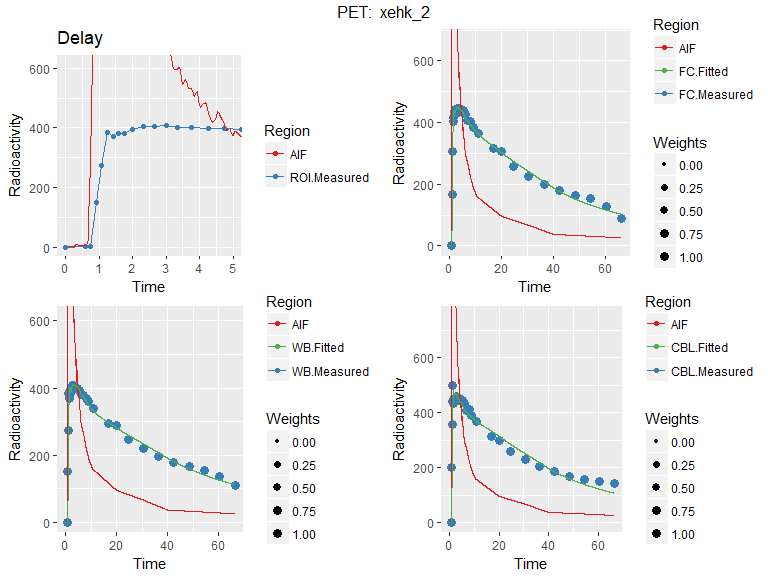 PET: xehk_2
Delay
600
400
200
0
Radioactivity
0 1 2 3 4 5
Time
Region
AIF
ROI.Measured
600
400
200
0
Radioactivity
0 20 40 60
Time
Region
AIF
FC.Fitted
FC.Measured
Weights
0.00
0.25
0.50
0.75
1.00
600
400
200
0
Radioactivity
0 20 40 60
Time
Region
AIF
WB.Fitted
WB.Measured
Weights
0.00
0.25
0.50
0.75
1.00
600
400
200
0
Radioactivity
0 20 40 60
Time
Region
AIF
CBL.Fitted
CBL.Measured
Weights
0.00
0.25
0.50
0.75
1.00